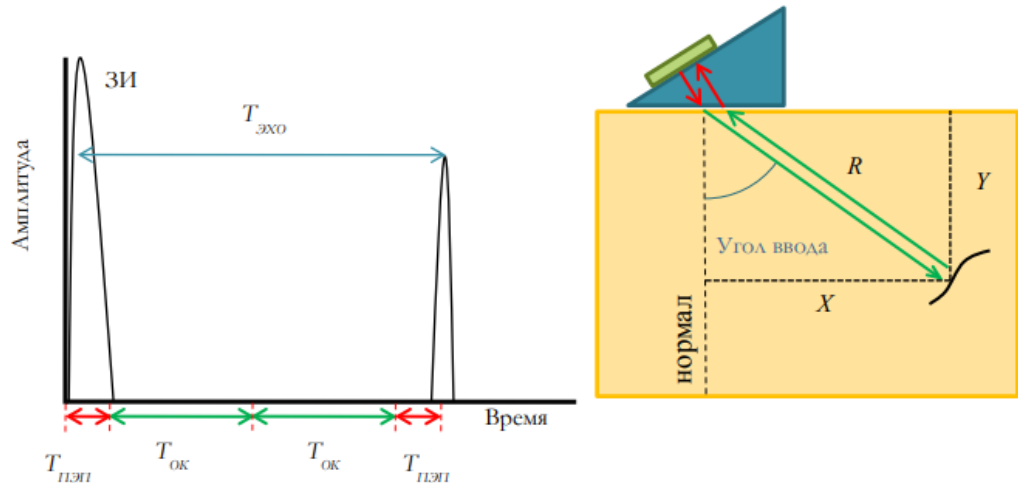 ЗИ
Tэхо
Амплитуда
Время
TПЭП
Tок
Tок
TПЭП
R
Y
Угол ввода
X
нормал